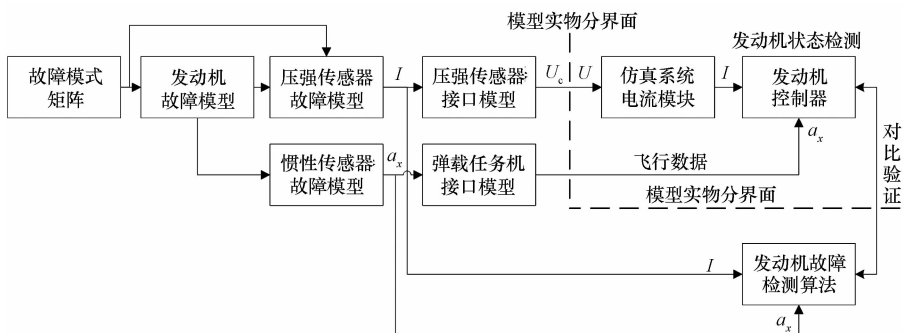 模型实物分界面
发动机状态检测
故障模式
矩阵
发动机
故障模型
压强传感器
故障模型
I
压强传感器
接口模型
Uc
U
仿真系统
电流模块
I
发动机
控制器
惯性传感器
故障模型
ax
弹载任务机
接口模型
飞行数据
ax
对比验证
模型实物分界面
I
发动机故障
检测算法
ax